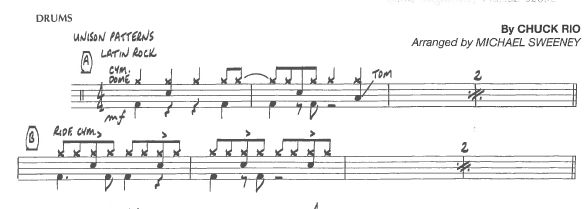 DRUMS
By CHUCK RIO
Arranged by MICHAEL SWEENEY
UNISON PATTERNS
LATIN ROCK
A
CYM.
DOME
TOM
2
mf
B
RIDE CYM.
2